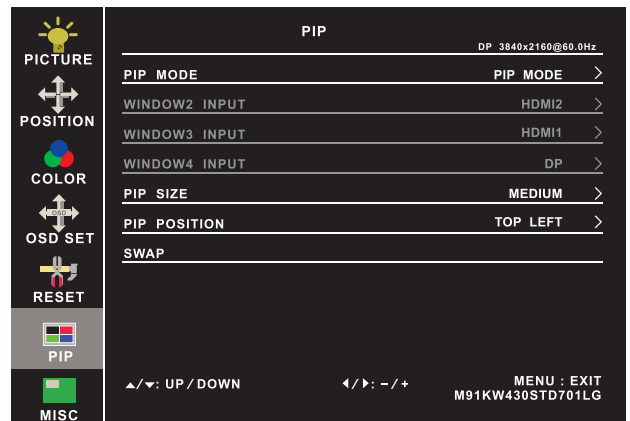 PICTURE
POSITION
COLOR
OSD
OSD SET
RESET
PIP
MISC
PIP
DP 3840x2160@60.0Hz
PIP MODE PIP MODE >
WINDOW2 INPUT HDMI2 >
WINDOW3 INPUT HDMI1 >
WINDOW4 INPUT DP >
PIP SIZE MEDIUM >
PIP POSITION TOP LEFT >
SWAP
▲/▼: UP/DOWN ◀/▶: −/+ MENU : EXIT
M91KW430STD701LG